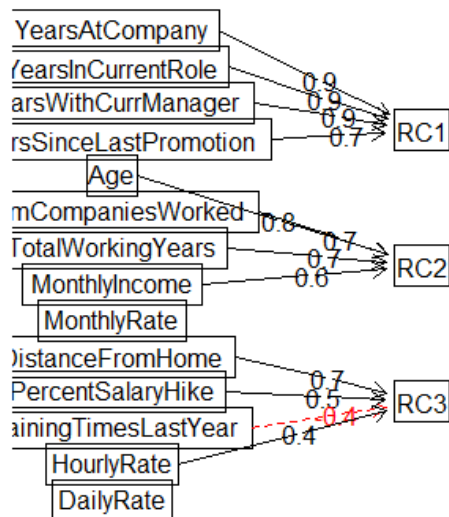 YearsAtCompany
YearsInCurrentRole
arsWithCurrManager
rsSinceLastPromotion
Age
mCompaniesWorked
TotalWorkingYears
MonthlyIncome
MonthlyRate
DistanceFromHome
PercentSalaryHike
ainingTimesLastYear
HourlyRate
DailyRate
0.9
0.9
0.9
0.7
RC1
0.8
0.7
0.7
0.6
RC2
0.7
0.5
0.4
0.4
RC3